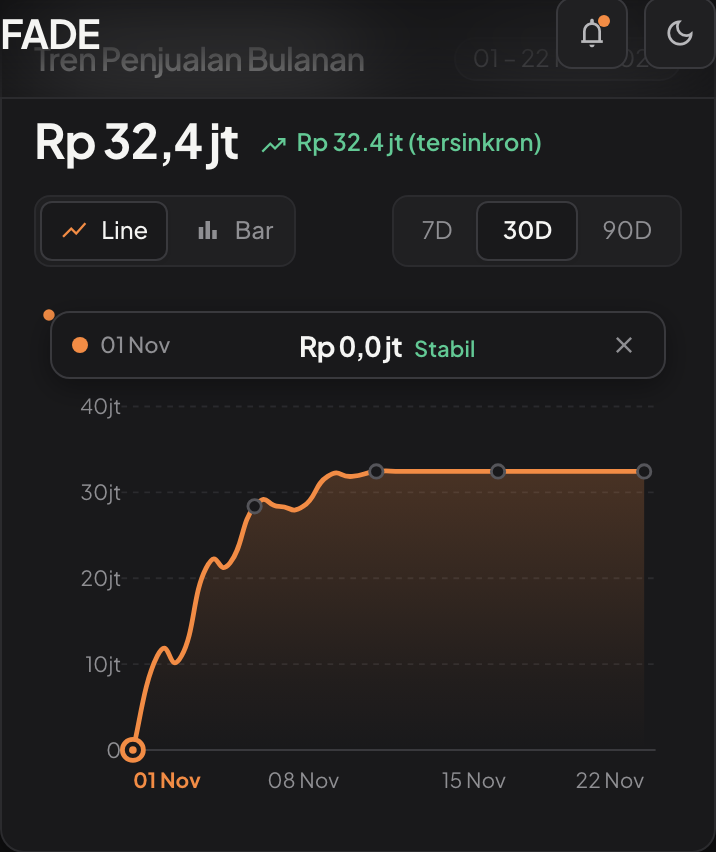 FADE
Tren Penjualan Bulanan
01 – 22
Rp 32,4 jt
Rp 32.4 jt (tersinkron)
Line
Bar
7D
30D
90D
01 Nov
Rp 0,0 jt
Stabil
40jt
30jt
20jt
10jt
0
01 Nov
08 Nov
15 Nov
22 Nov